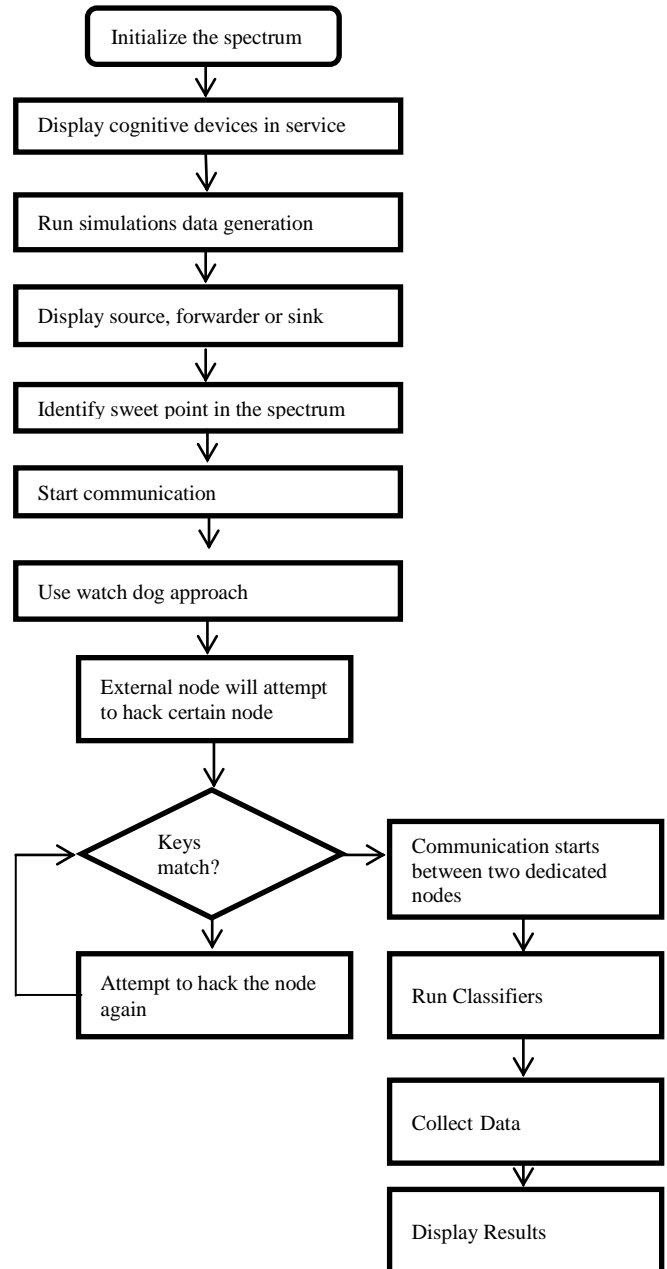 Initialize the spectrum
Display cognitive devices in service
Run simulations data generation
Display source, forwarder or sink
Identify sweet point in the spectrum
Start communication
Use watch dog approach
External node will attempt
to hack certain node
Keys
match?
Communication starts
between two dedicated
nodes
Attempt to hack the node
again
Run Classifiers
Collect Data
Display Results